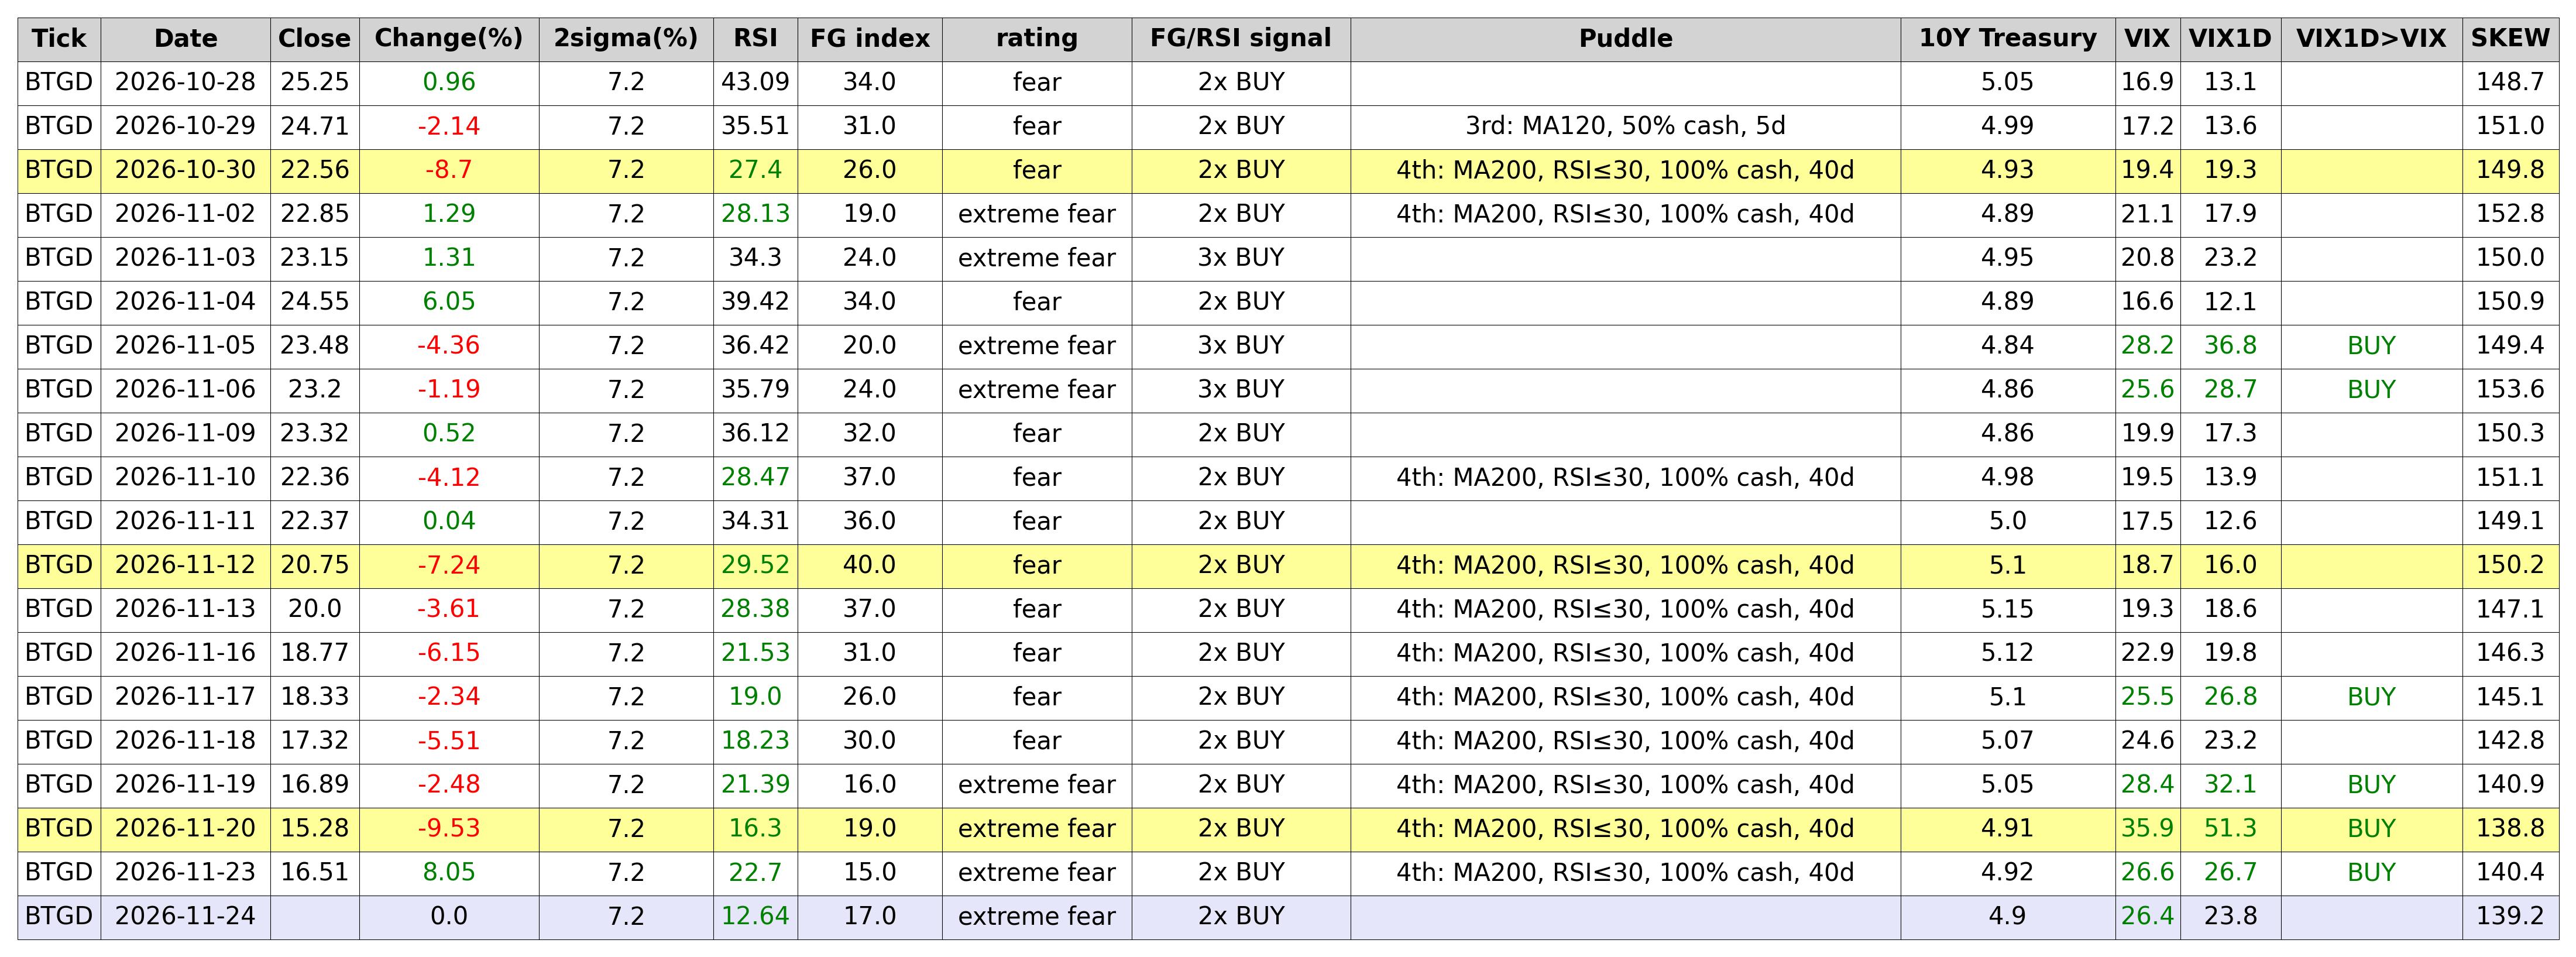 Tick Date Close Change(%) 2sigma(%) RSI FG index rating FG/RSI signal Puddle 10Y Treasury VIX VIX1D VIX1D>VIX SKEW
BTGD 2026-10-28 25.25 0.96 7.2 43.09 34.0 fear 2x BUY 5.05 16.9 13.1 148.7
BTGD 2026-10-29 24.71 -2.14 7.2 35.51 31.0 fear 2x BUY 3rd: MA120, 50% cash, 5d 4.99 17.2 13.6 151.0
BTGD 2026-10-30 22.56 -8.7 7.2 27.4 26.0 fear 2x BUY 4th: MA200, RSI≤30, 100% cash, 40d 4.93 19.4 19.3 149.8
BTGD 2026-11-02 22.85 1.29 7.2 28.13 19.0 extreme fear 2x BUY 4th: MA200, RSI≤30, 100% cash, 40d 4.89 21.1 17.9 152.8
BTGD 2026-11-03 23.15 1.31 7.2 34.3 24.0 extreme fear 3x BUY 4.95 20.8 23.2 150.0
BTGD 2026-11-04 24.55 6.05 7.2 39.42 34.0 fear 2x BUY 4.89 16.6 12.1 150.9
BTGD 2026-11-05 23.48 -4.36 7.2 36.42 20.0 extreme fear 3x BUY 4.84 28.2 36.8 BUY 149.4
BTGD 2026-11-06 23.2 -1.19 7.2 35.79 24.0 extreme fear 3x BUY 4.86 25.6 28.7 BUY 153.6
BTGD 2026-11-09 23.32 0.52 7.2 36.12 32.0 fear 2x BUY 4.86 19.9 17.3 150.3
BTGD 2026-11-10 22.36 -4.12 7.2 28.47 37.0 fear 2x BUY 4th: MA200, RSI≤30, 100% cash, 40d 4.98 19.5 13.9 151.1
BTGD 2026-11-11 22.37 0.04 7.2 34.31 36.0 fear 2x BUY 5.0 17.5 12.6 149.1
BTGD 2026-11-12 20.75 -7.24 7.2 29.52 40.0 fear 2x BUY 4th: MA200, RSI≤30, 100% cash, 40d 5.1 18.7 16.0 150.2
BTGD 2026-11-13 20.0 -3.61 7.2 28.38 37.0 fear 2x BUY 4th: MA200, RSI≤30, 100% cash, 40d 5.15 19.3 18.6 147.1
BTGD 2026-11-16 18.77 -6.15 7.2 21.53 31.0 fear 2x BUY 4th: MA200, RSI≤30, 100% cash, 40d 5.12 22.9 19.8 146.3
BTGD 2026-11-17 18.33 -2.34 7.2 19.0 26.0 fear 2x BUY 4th: MA200, RSI≤30, 100% cash, 40d 5.1 25.5 26.8 BUY 145.1
BTGD 2026-11-18 17.32 -5.51 7.2 18.23 30.0 fear 2x BUY 4th: MA200, RSI≤30, 100% cash, 40d 5.07 24.6 23.2 142.8
BTGD 2026-11-19 16.89 -2.48 7.2 21.39 16.0 extreme fear 2x BUY 4th: MA200, RSI≤30, 100% cash, 40d 5.05 28.4 32.1 BUY 140.9
BTGD 2026-11-20 15.28 -9.53 7.2 16.3 19.0 extreme fear 2x BUY 4th: MA200, RSI≤30, 100% cash, 40d 4.91 35.9 51.3 BUY 138.8
BTGD 2026-11-23 16.51 8.05 7.2 22.7 15.0 extreme fear 2x BUY 4th: MA200, RSI≤30, 100% cash, 40d 4.92 26.6 26.7 BUY 140.4
BTGD 2026-11-24 0.0 7.2 12.64 17.0 extreme fear 2x BUY 4.9 26.4 23.8 139.2